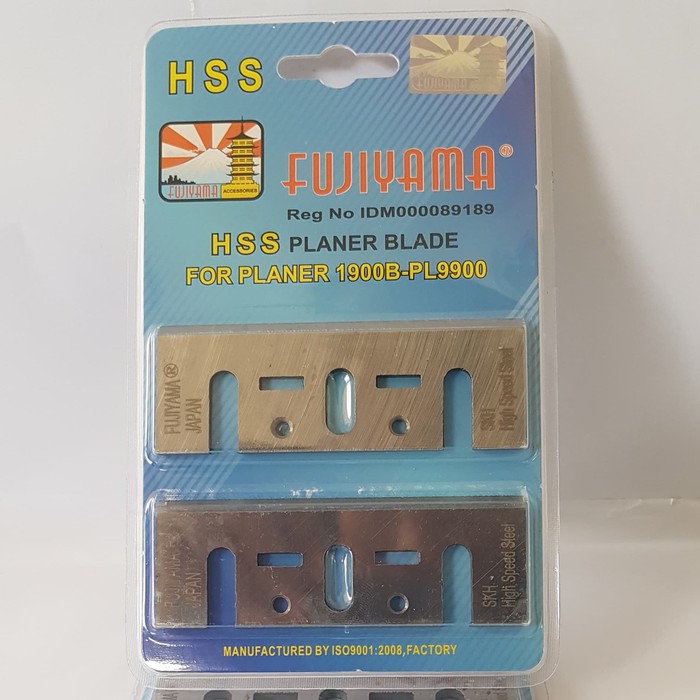 HSS
FUJIYAMA
FUJIYAMA
ACCESSORIES
FUJIYAMA®
Reg No IDM000089189
HSS PLANER BLADE
FOR PLANER 1900B-PL9900
FUJIYAMA®
JAPAN
SKH
High Speed Steel
FUJIYAMA
JAPAN
SKH
High Speed Steel
MANUFACTURED BY ISO9001:2008,FACTORY